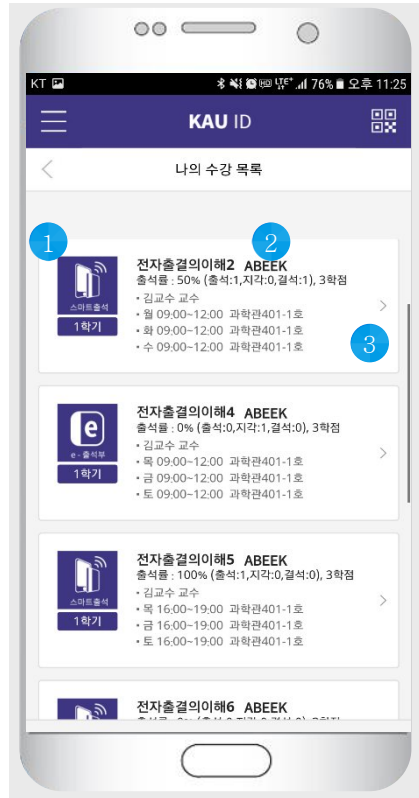 KT HD LTE+ 76% 오후 11:25
KAU ID
나의 수강 목록
1
2
스마트출석
1학기
전자출결의이해2 ABEEK
출석률 : 50% (출석:1,지각:0,결석:1), 3학점
• 김교수 교수
• 월 09:00~12:00 과학관401-1호
• 화 09:00~12:00 과학관401-1호
• 수 09:00~12:00 과학관401-1호
3
e - 출석부
1학기
전자출결의이해4 ABEEK
출석률 : 0% (출석:0,지각:1,결석:0), 3학점
• 김교수 교수
• 목 09:00~12:00 과학관401-1호
• 금 09:00~12:00 과학관401-1호
• 토 09:00~12:00 과학관401-1호
스마트출석
1학기
전자출결의이해5 ABEEK
출석률 : 100% (출석:1,지각:0,결석:0), 3학점
• 김교수 교수
• 목 16:00~19:00 과학관401-1호
• 금 16:00~19:00 과학관401-1호
• 토 16:00~19:00 과학관401-1호
전자출결의이해6 ABEEK